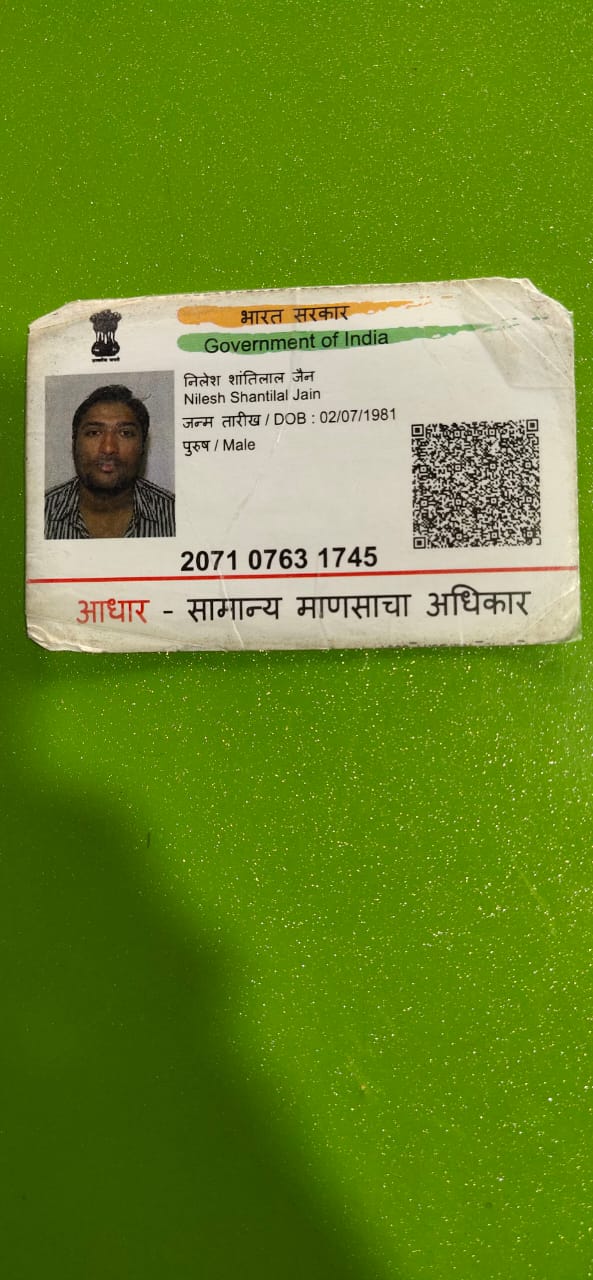 भारत सरकार
Government of India
निलेश शांतिलाल जैन
Nilesh Shantilal Jain
जन्म तारीख / DOB : 02/07/1981
पुरुष / Male
2071 0763 1745
आधार - सामान्य माणसाचा अधिकार